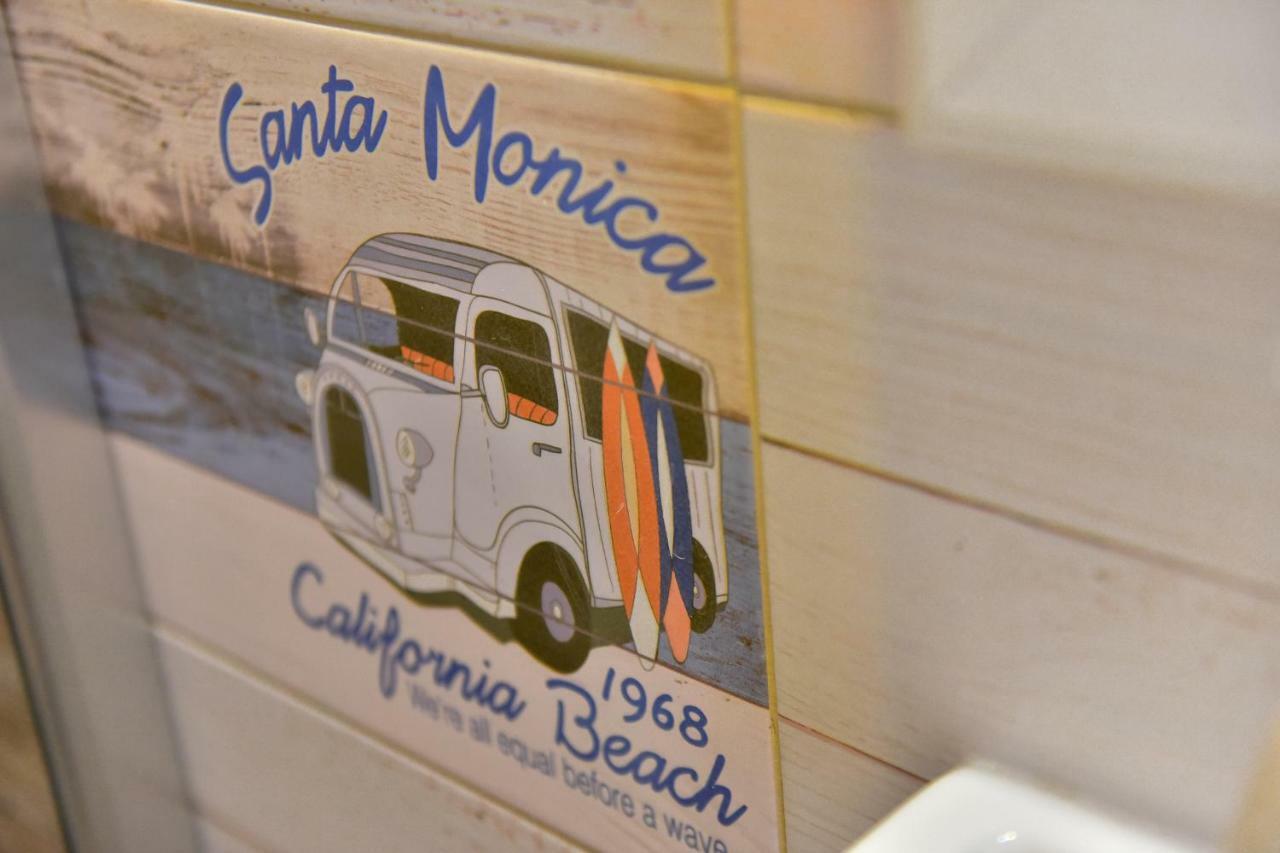 Santa Monica
1968
California Beach
We're all equal before a wave